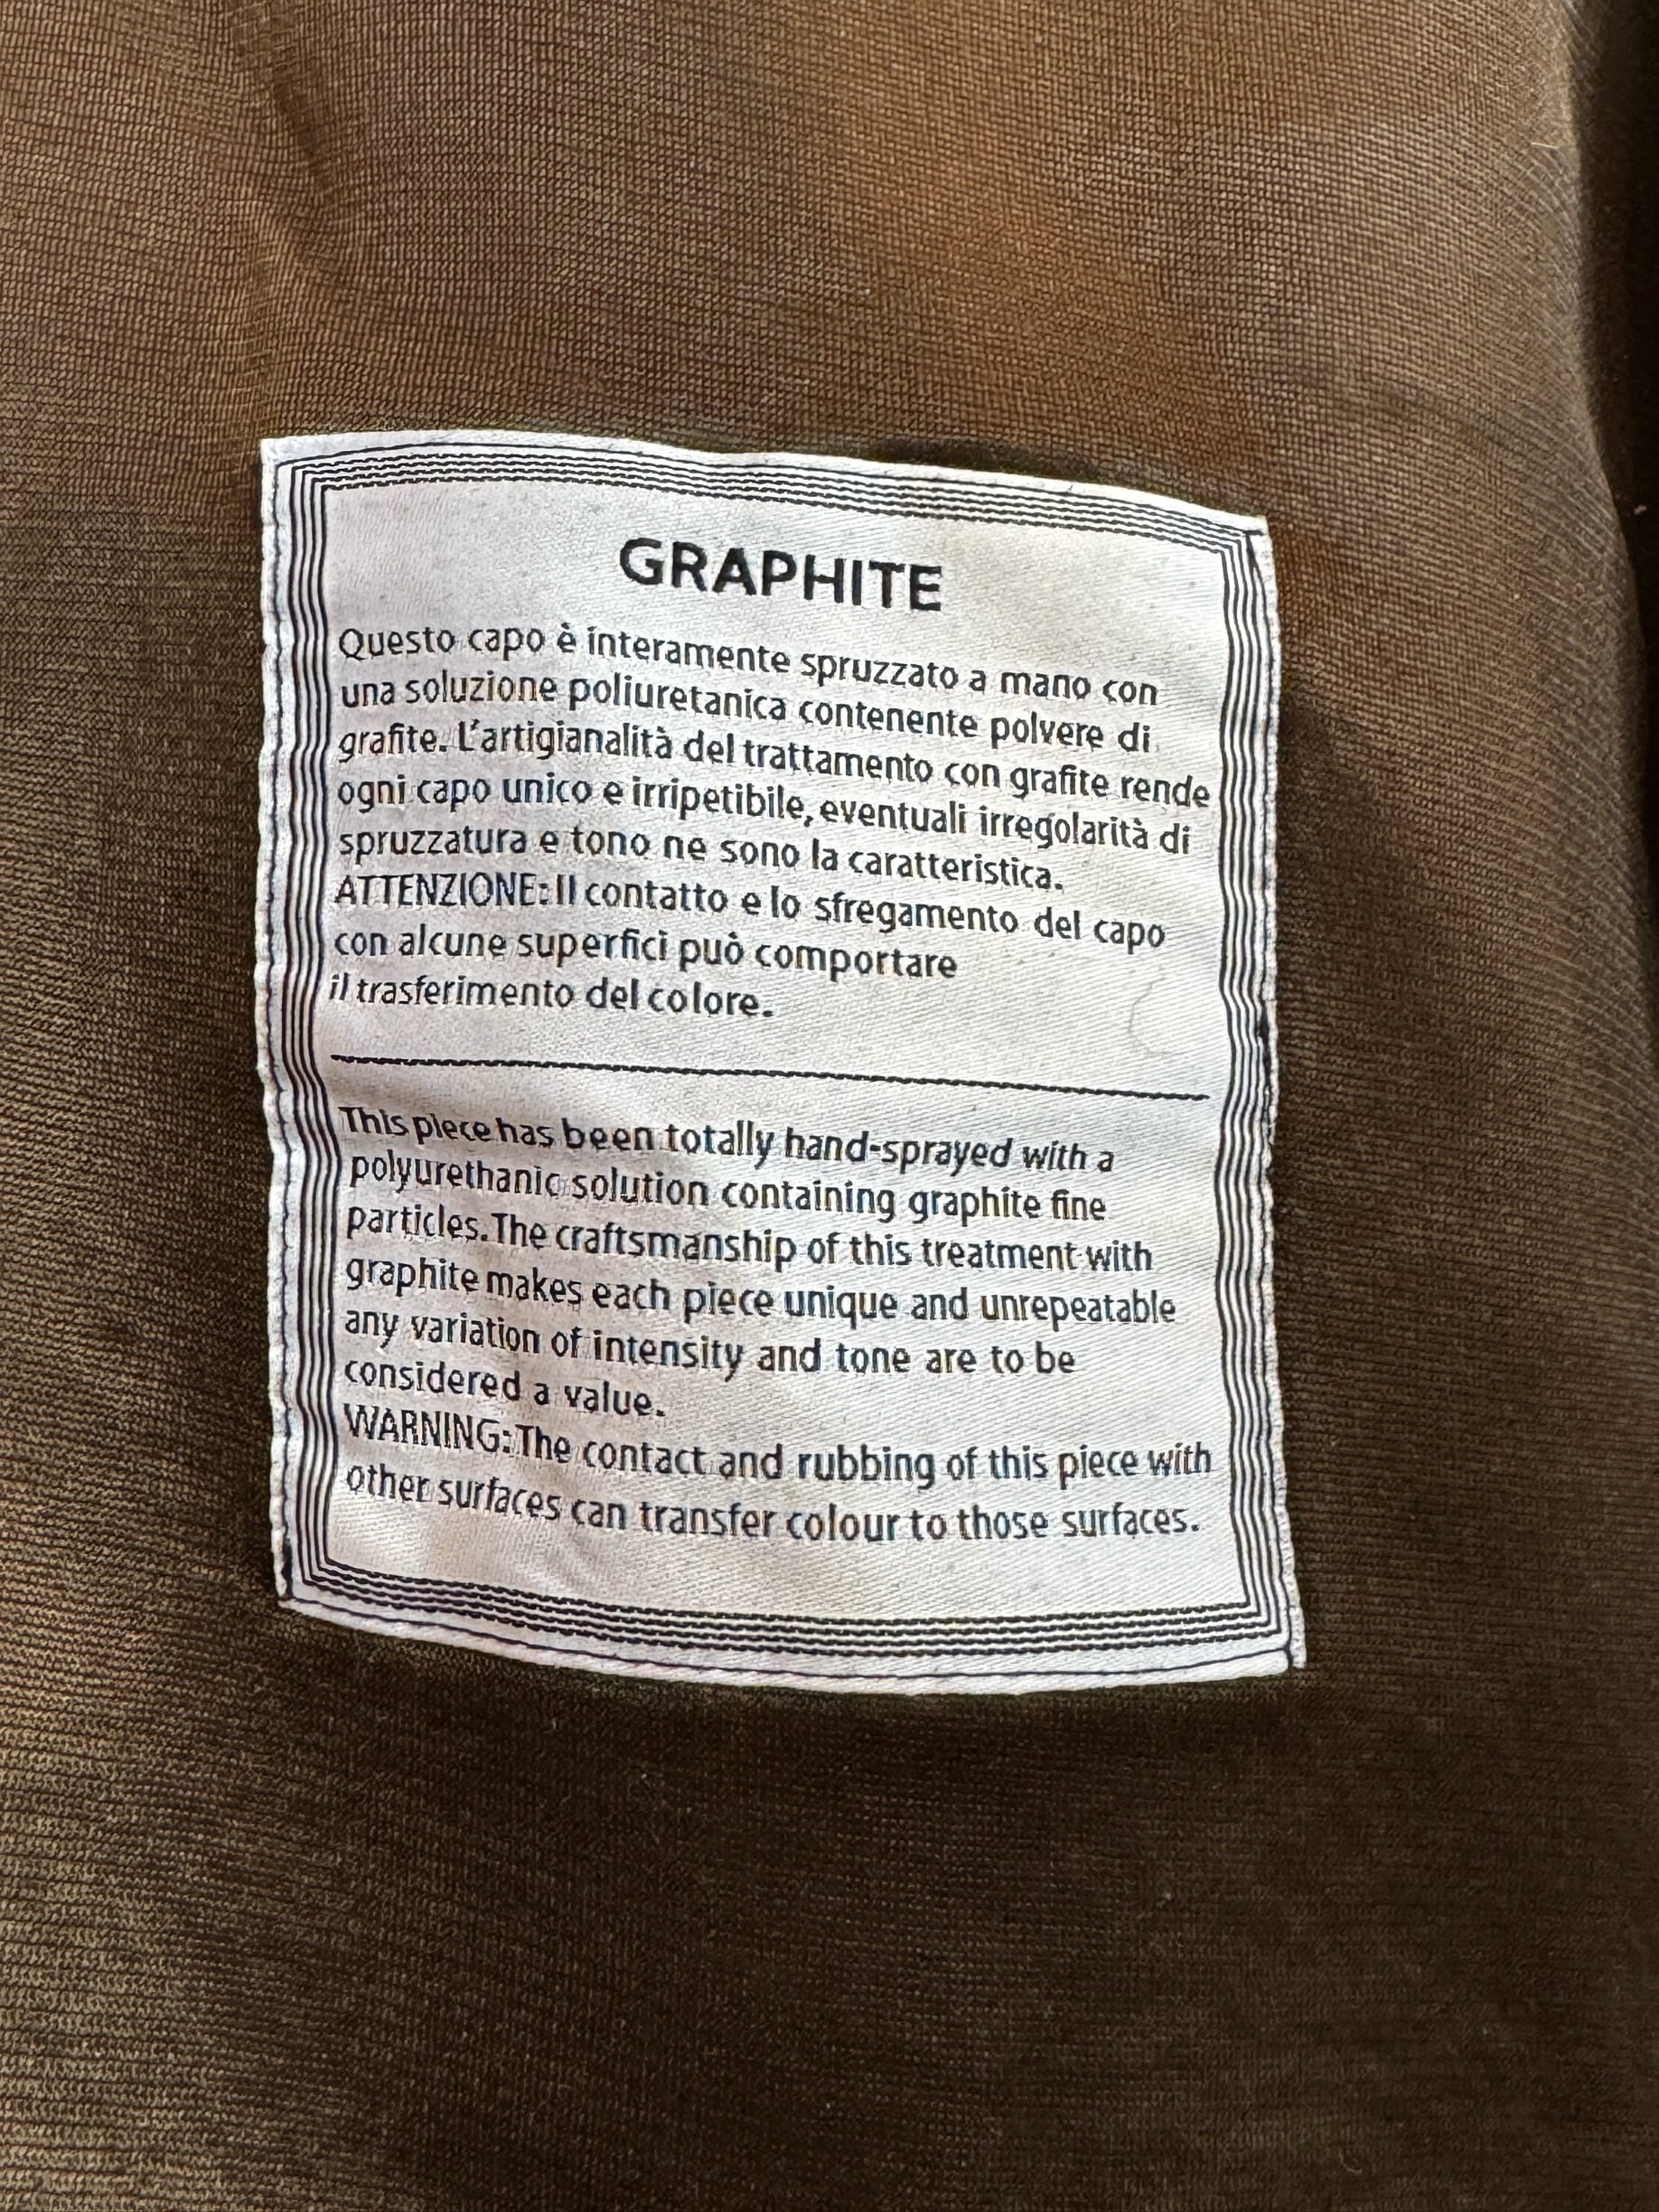 GRAPHITE
Questo capo è interamente spruzzato a mano con
una soluzione poliuretanica contenente polvere di
grafite. L'artigianalità del trattamento con grafite rende
ogni capo unico e irripetibile, eventuali irregolarità di
spruzzatura e tono ne sono la caratteristica.
ATTENZIONE: Il contatto e lo sfregamento del capo
con alcune superfici può comportare
il trasferimento del colore.
This piece has been totally hand-sprayed with a
polyurethanic solution containing graphite fine
particles. The craftsmanship of this treatment with
graphite makes each piece unique and unrepeatable
any variation of intensity and tone are to be
considered a value.
WARNING: The contact and rubbing of this piece with
other surfaces can transfer colour to those surfaces.